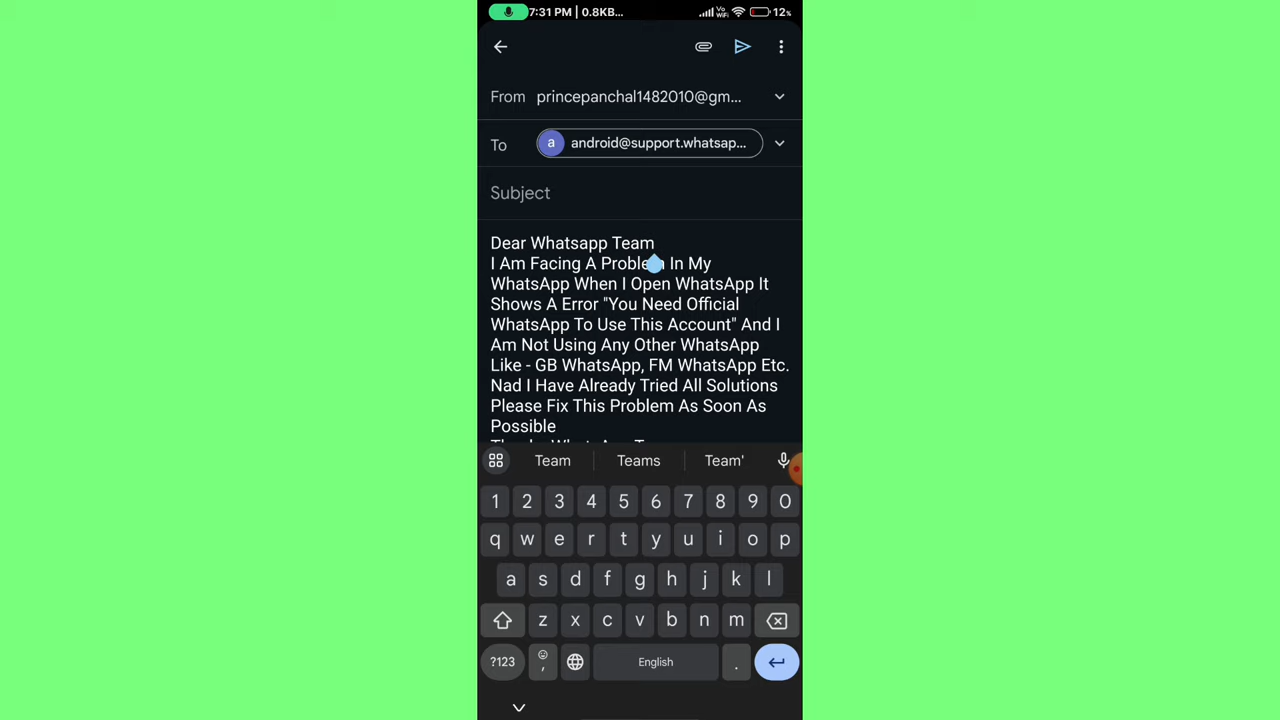 7:31 PM | 0.8KB... Vo WiFi 12%
From princepanchal1482010@gm...
To a android@support.whatsap...
Subject
Dear Whatsapp Team
I Am Facing A Problem In My
WhatsApp When I Open WhatsApp It
Shows A Error "You Need Official
WhatsApp To Use This Account" And I
Am Not Using Any Other WhatsApp
Like - GB WhatsApp, FM WhatsApp Etc.
Nad I Have Already Tried All Solutions
Please Fix This Problem As Soon As
Possible
Team Teams Team'
1 2 3 4 5 6 7 8 9 0
q w e r t y u i o p
a s d f g h j k l
z x c v b n m
?123 , English .